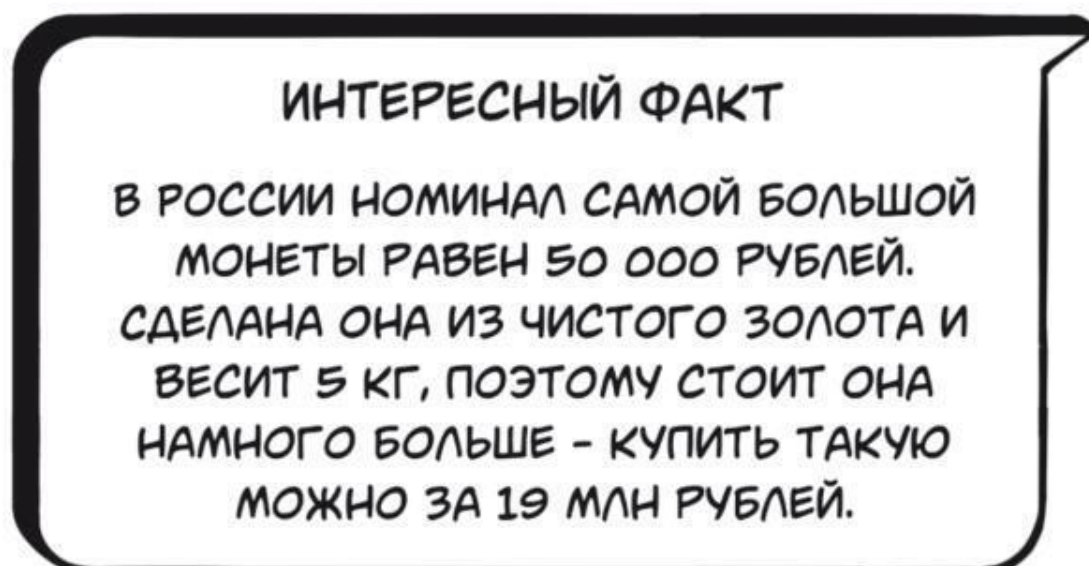 ИНТЕРЕСНЫЙ ФАКТ
В РОССИИ НОМИНАЛ САМОЙ БОЛЬШОЙ
МОНЕТЫ РАВЕН 50 000 РУБЛЕЙ.
СДЕЛАНА ОНА ИЗ ЧИСТОГО ЗОЛОТА И
ВЕСИТ 5 КГ, ПОЭТОМУ СТОИТ ОНА
НАМНОГО БОЛЬШЕ - КУПИТЬ ТАКУЮ
МОЖНО ЗА 19 МЛН РУБЛЕЙ.